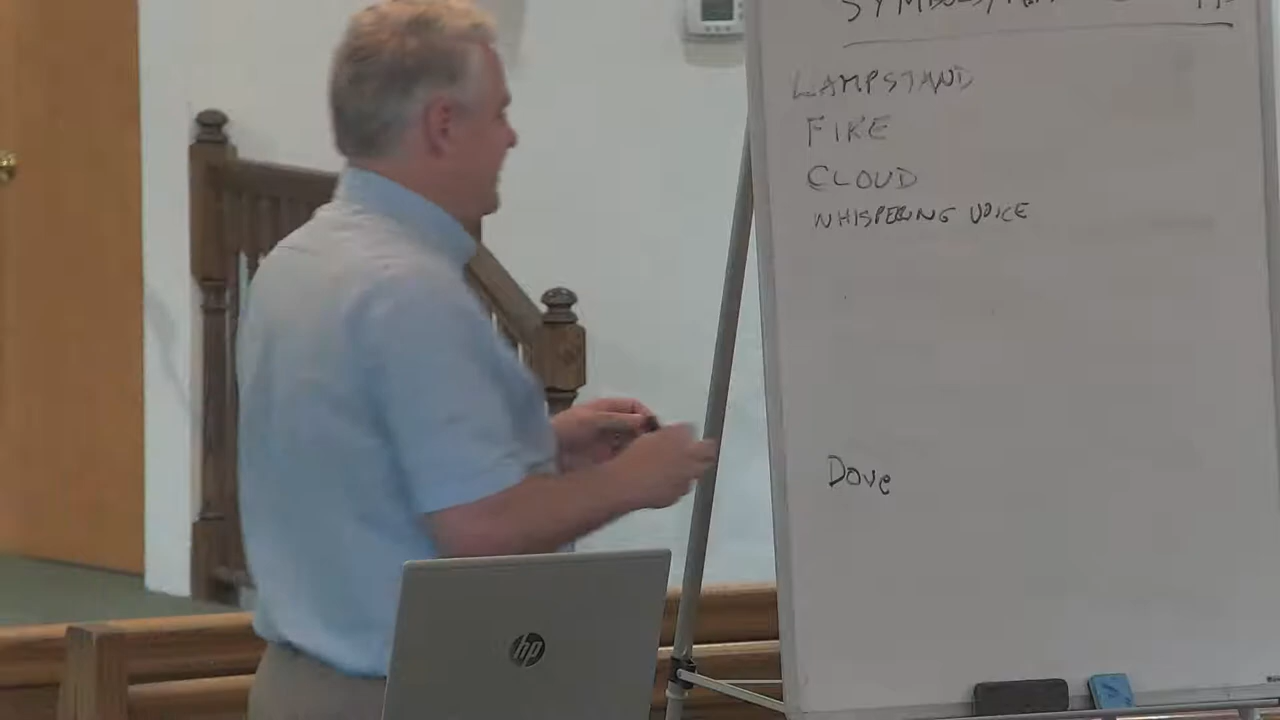 LAMPSTAND
FIRE
CLOUD
WHISPERING VOICE
Dove
hp